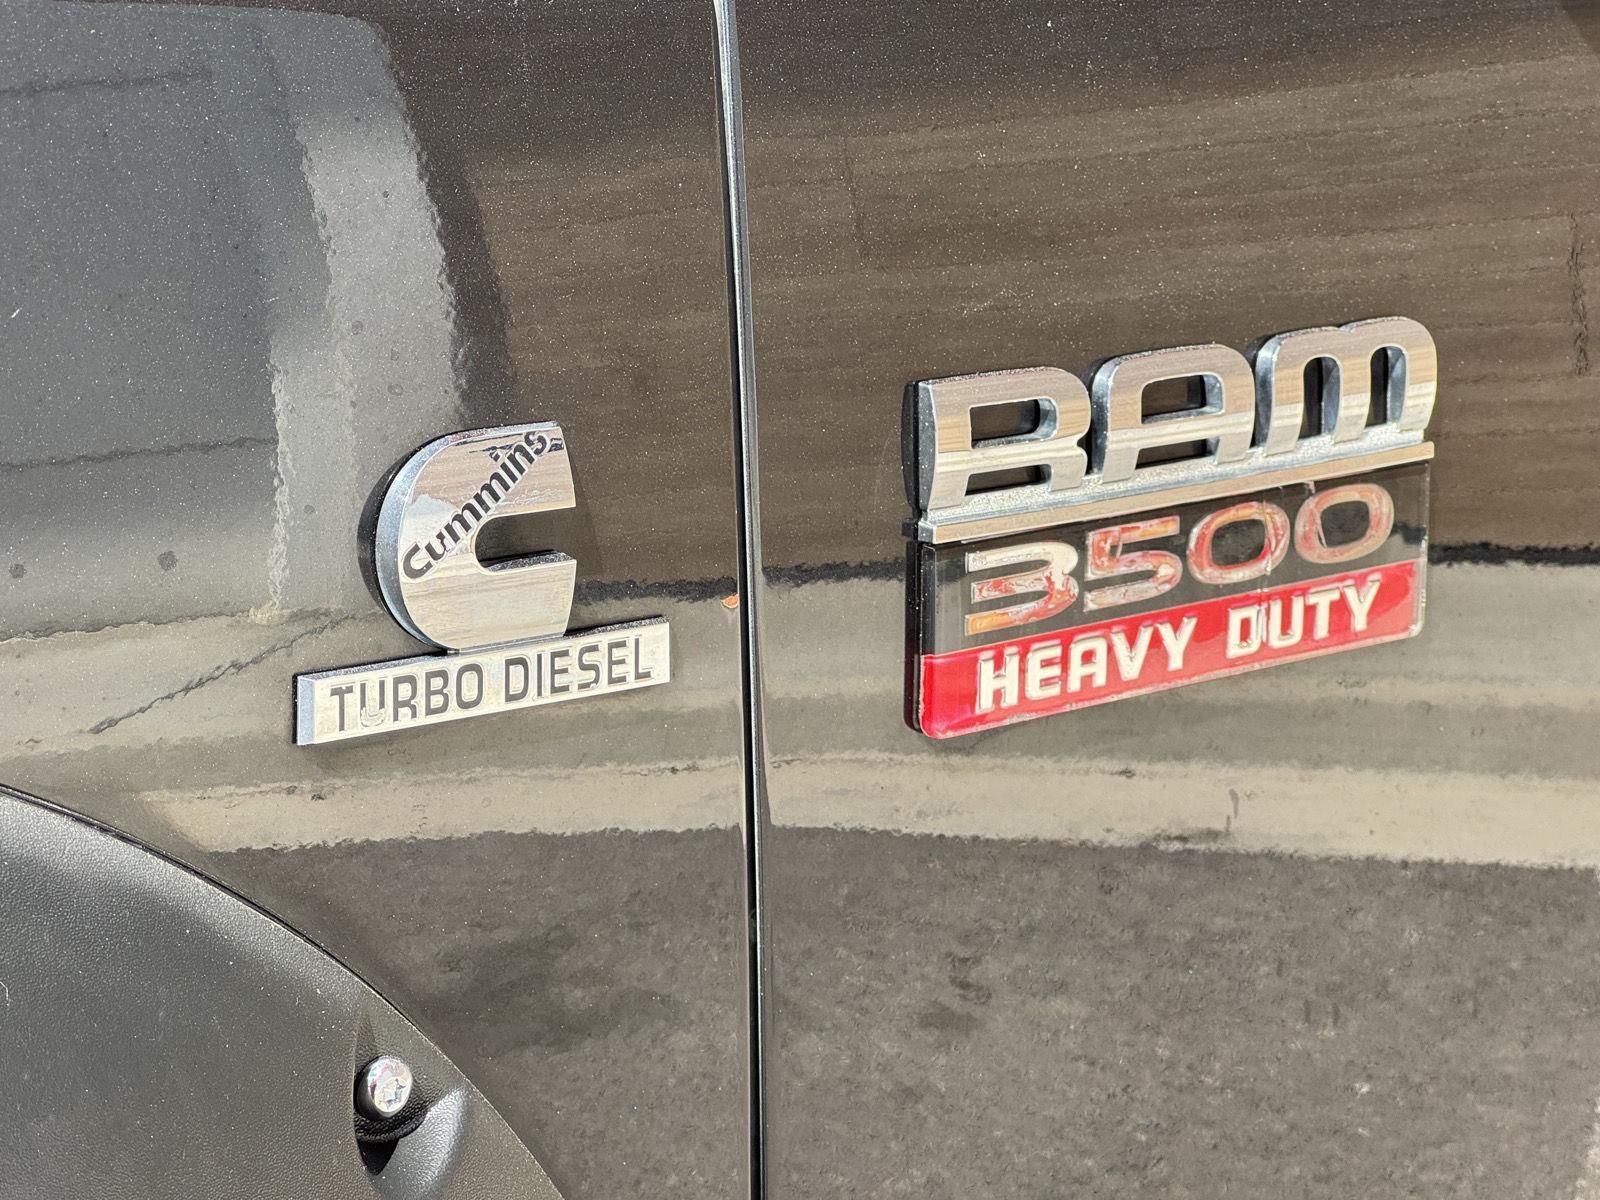 Cummins
TURBO DIESEL
RAM
3500
HEAVY DUTY